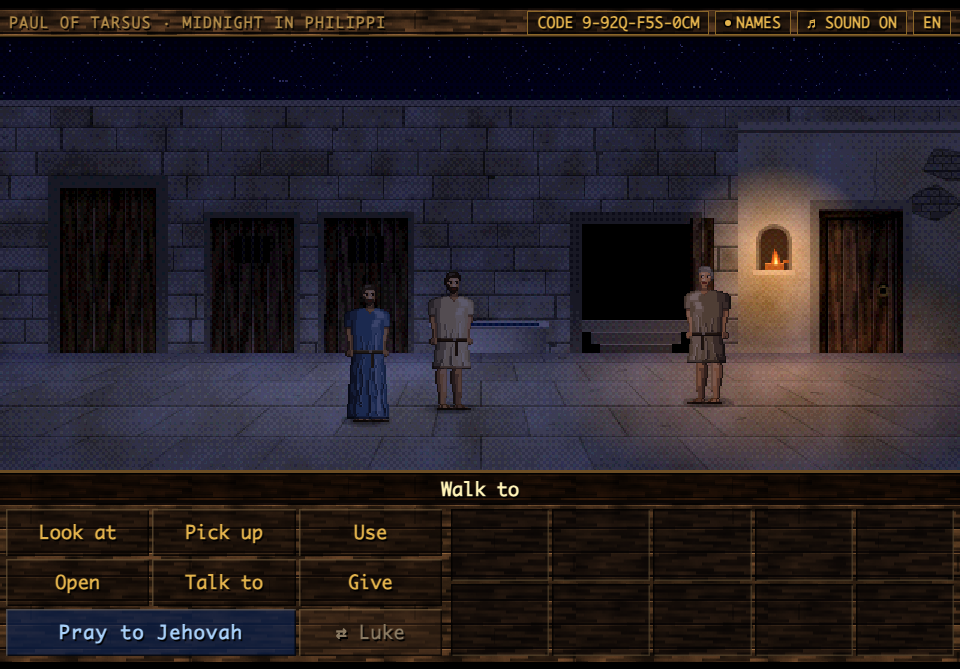 PAUL OF TARSUS · MIDNIGHT IN PHILIPPI
CODE 9-92Q-F5S-0CM
● NAMES
♬ SOUND ON
EN
Walk to
Look at
Pick up
Use
Open
Talk to
Give
Pray to Jehovah
⇄ Luke